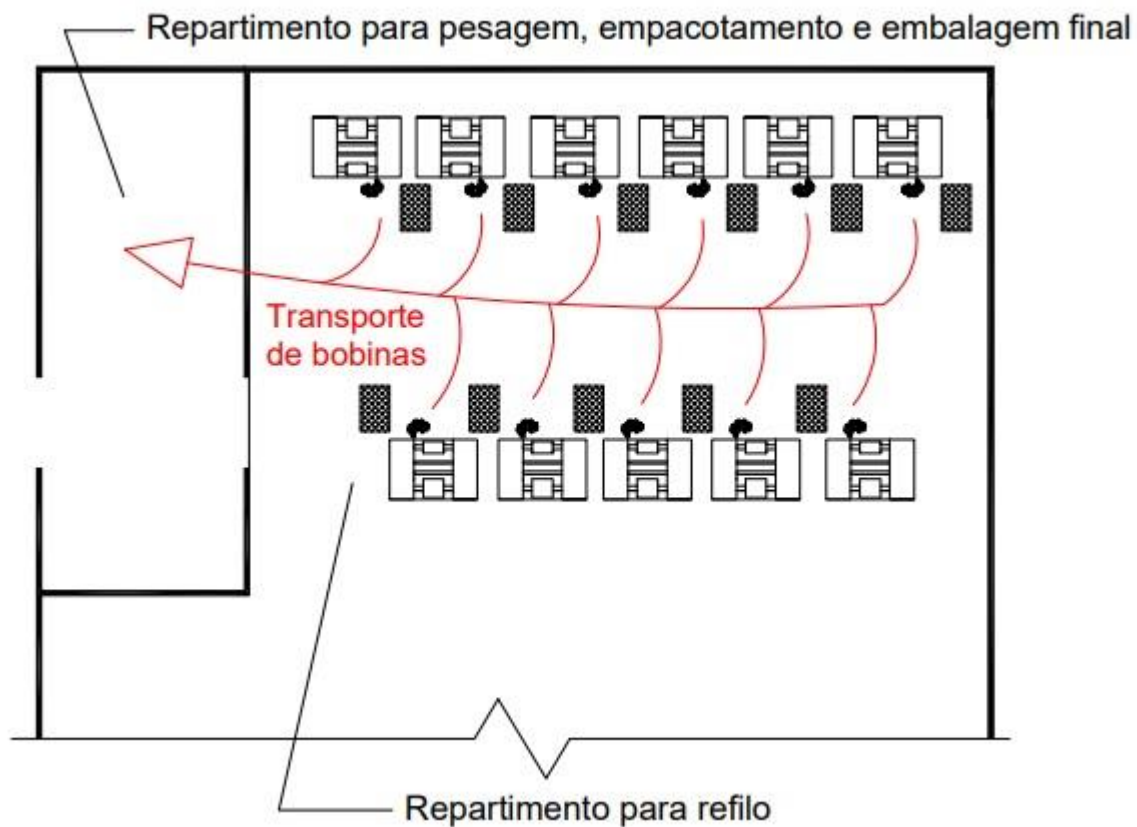 Repartimento para pesagem, empacotamento e embalagem final
Transporte
de bobinas
Repartimento para refilo